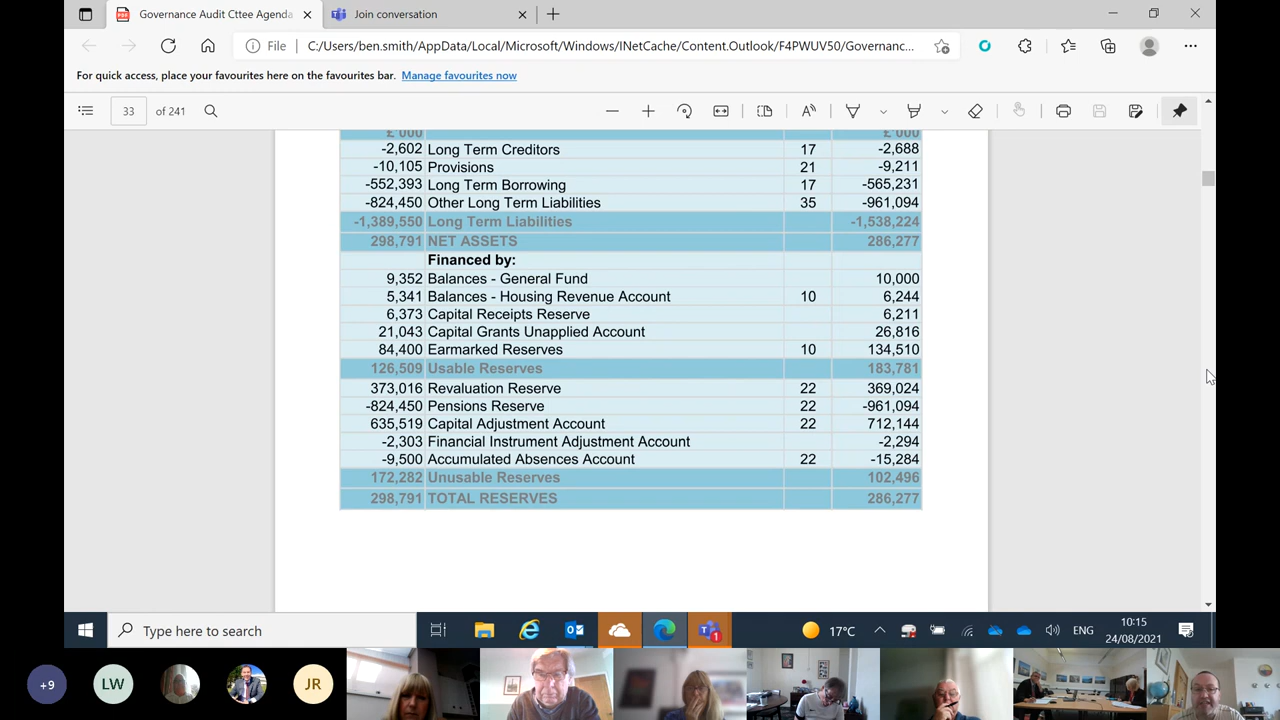 Governance Audit Cttee Agenda
Join conversation
File
C:/Users/ben.smith/AppData/Local/Microsoft/Windows/INetCache/Content.Outlook/F4PWUV50/Governanc...
For quick access, place your favourites here on the favourites bar. Manage favourites now
33 of 241
£'000 £'000
-2,602 Long Term Creditors 17 -2,688
-10,105 Provisions 21 -9,211
-552,393 Long Term Borrowing 17 -565,231
-824,450 Other Long Term Liabilities 35 -961,094
-1,389,550 Long Term Liabilities -1,538,224
298,791 NET ASSETS 286,277
Financed by:
9,352 Balances - General Fund 10,000
5,341 Balances - Housing Revenue Account 10 6,244
6,373 Capital Receipts Reserve 6,211
21,043 Capital Grants Unapplied Account 26,816
84,400 Earmarked Reserves 10 134,510
126,509 Usable Reserves 183,781
373,016 Revaluation Reserve 22 369,024
-824,450 Pensions Reserve 22 -961,094
635,519 Capital Adjustment Account 22 712,144
-2,303 Financial Instrument Adjustment Account -2,294
-9,500 Accumulated Absences Account 22 -15,284
172,282 Unusable Reserves 102,496
298,791 TOTAL RESERVES 286,277
Type here to search
17°C
ENG
10:15
24/08/2021
+9
LW
JR